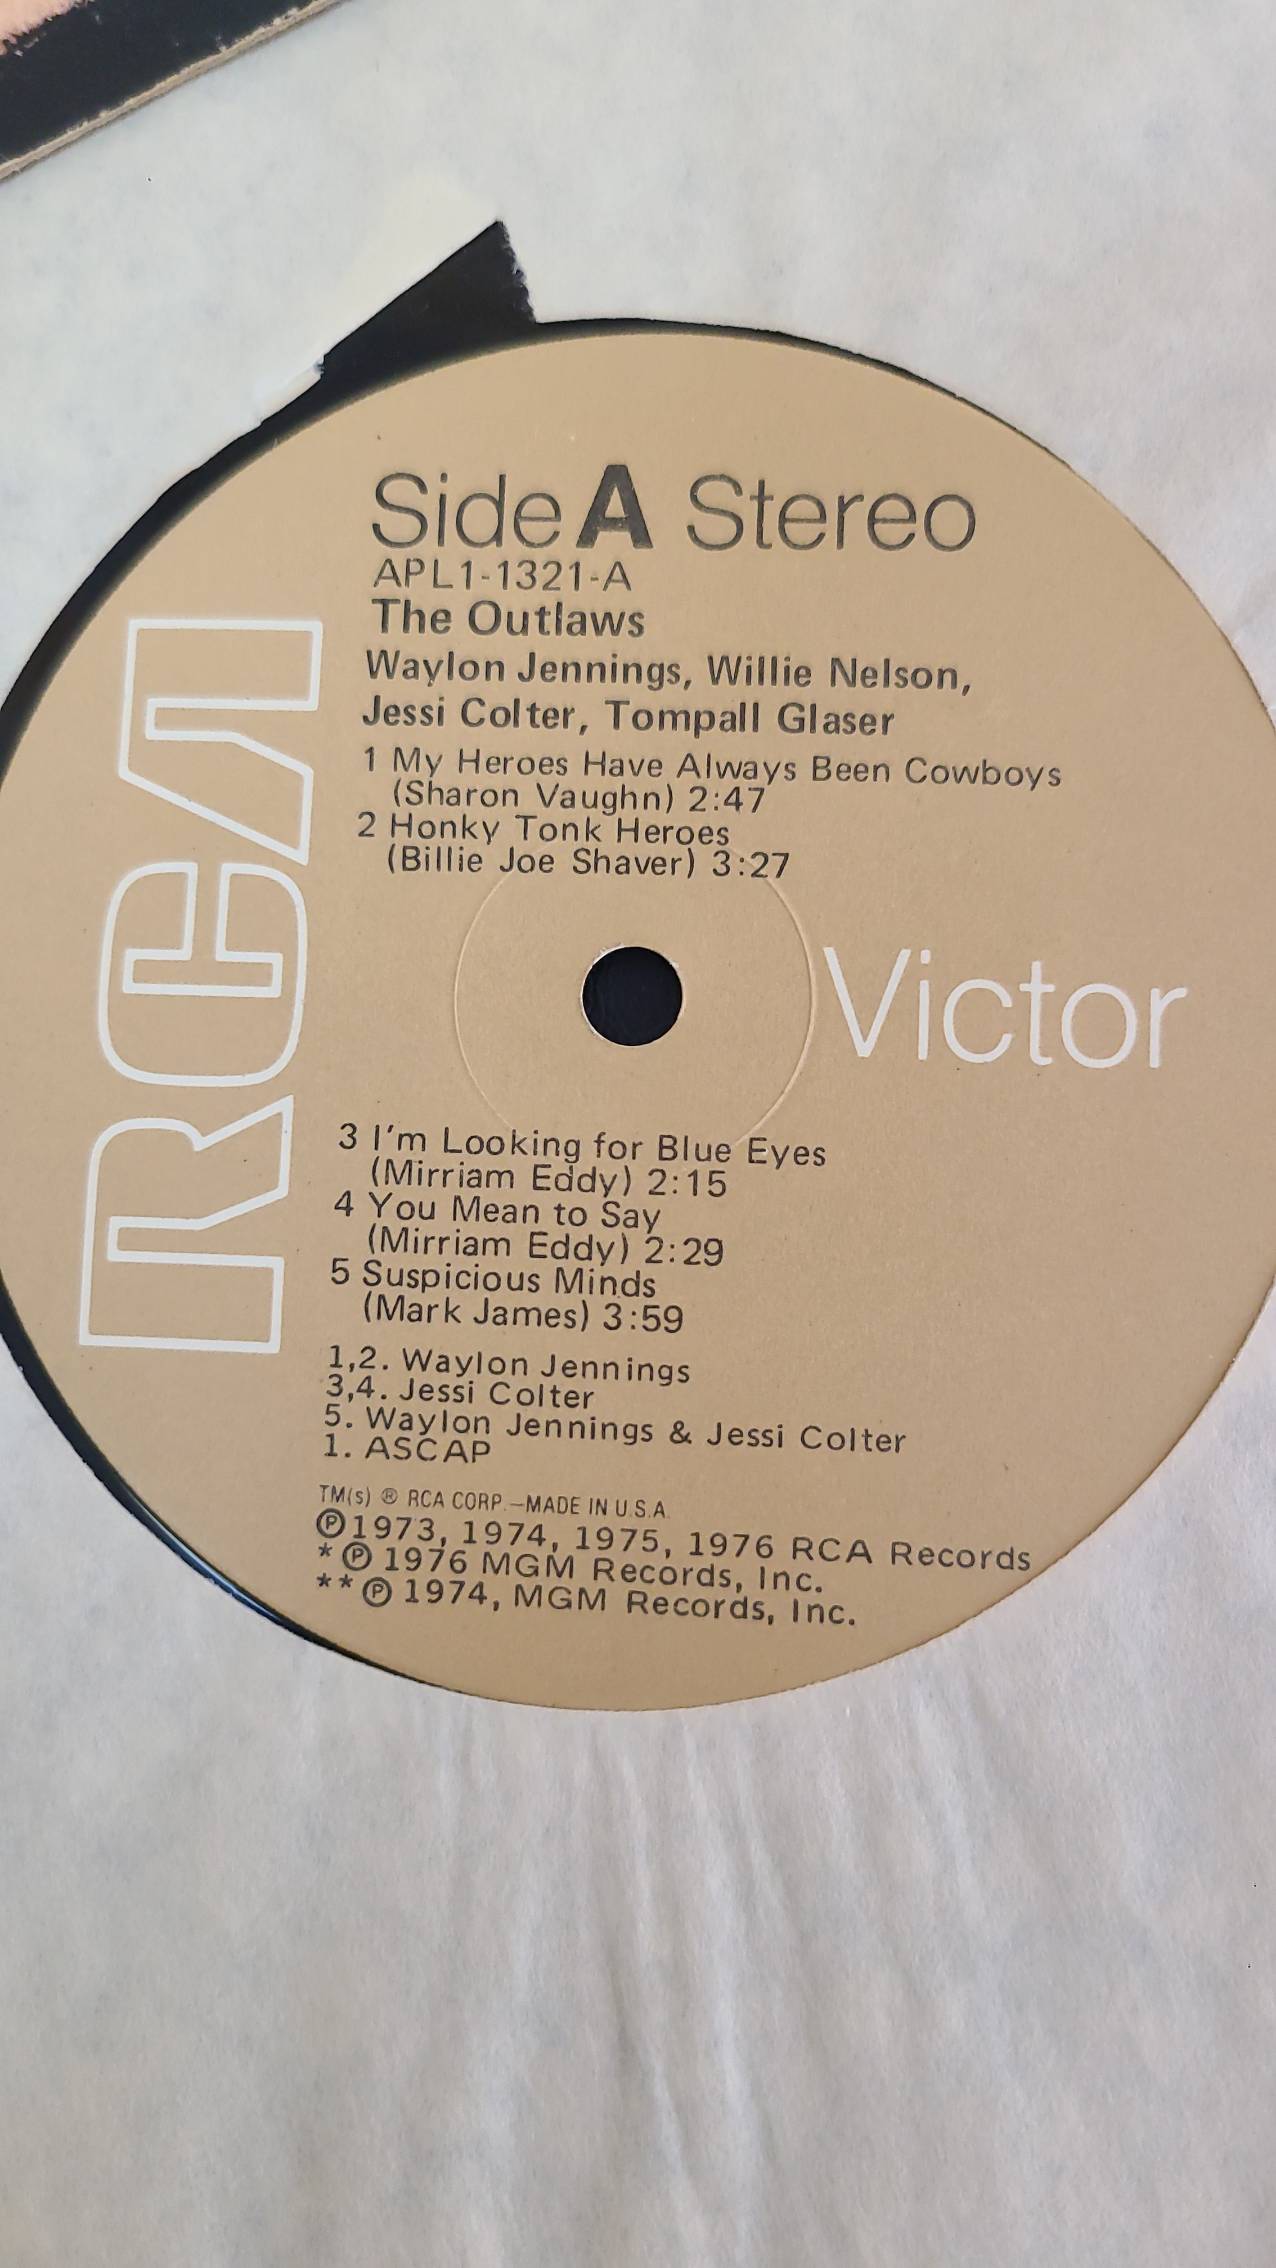 Side A Stereo
APL1-1321-A
The Outlaws
Waylon Jennings, Willie Nelson,
Jessi Colter, Tompall Glaser
1 My Heroes Have Always Been Cowboys
(Sharon Vaughn) 2:47
2 Honky Tonk Heroes
(Billie Joe Shaver) 3:27
RCA
Victor
3 I'm Looking for Blue Eyes
(Mirriam Eddy) 2:15
4 You Mean to Say
(Mirriam Eddy) 2:29
5 Suspicious Minds
(Mark James) 3:59
1,2. Waylon Jennings
3,4. Jessi Colter
5. Waylon Jennings & Jessi Colter
1. ASCAP
TM(s) ® RCA CORP.—MADE IN U.S.A.
℗1973, 1974, 1975, 1976 RCA Records
*℗ 1976 MGM Records, Inc.
**℗ 1974, MGM Records, Inc.